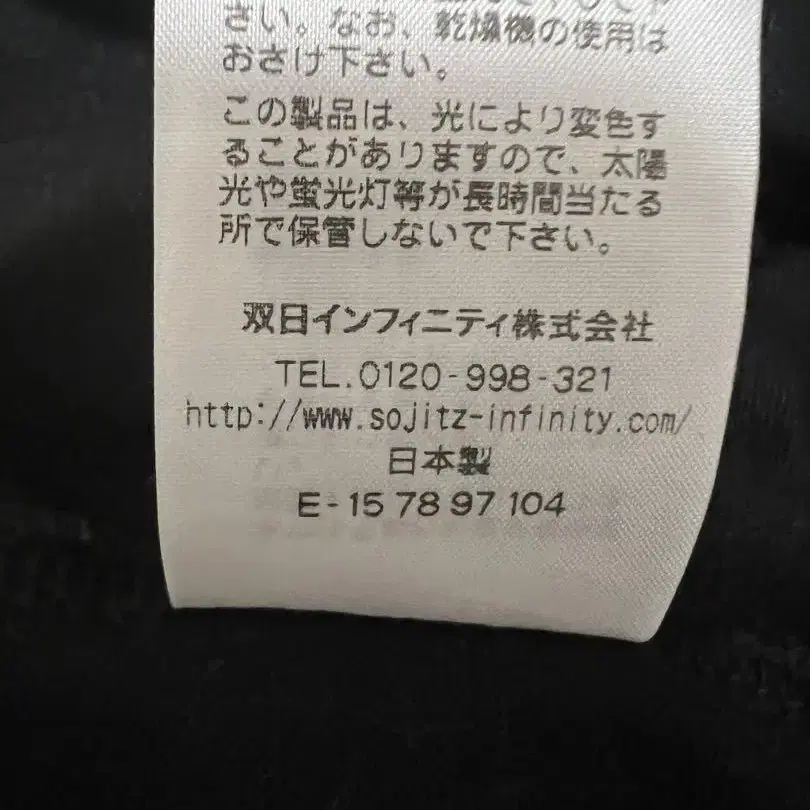 さい。なお、乾燥機の使用は
おさけ下さい。
この製品は、光により変色す
ることがありますので、太陽
光や蛍光灯等が長時間当たる
所で保管しないで下さい。
双日インフィニティ株式会社
TEL.0120-998-321
http://www.sojitz-infinity.com/
日本製
E-15 78 97 104